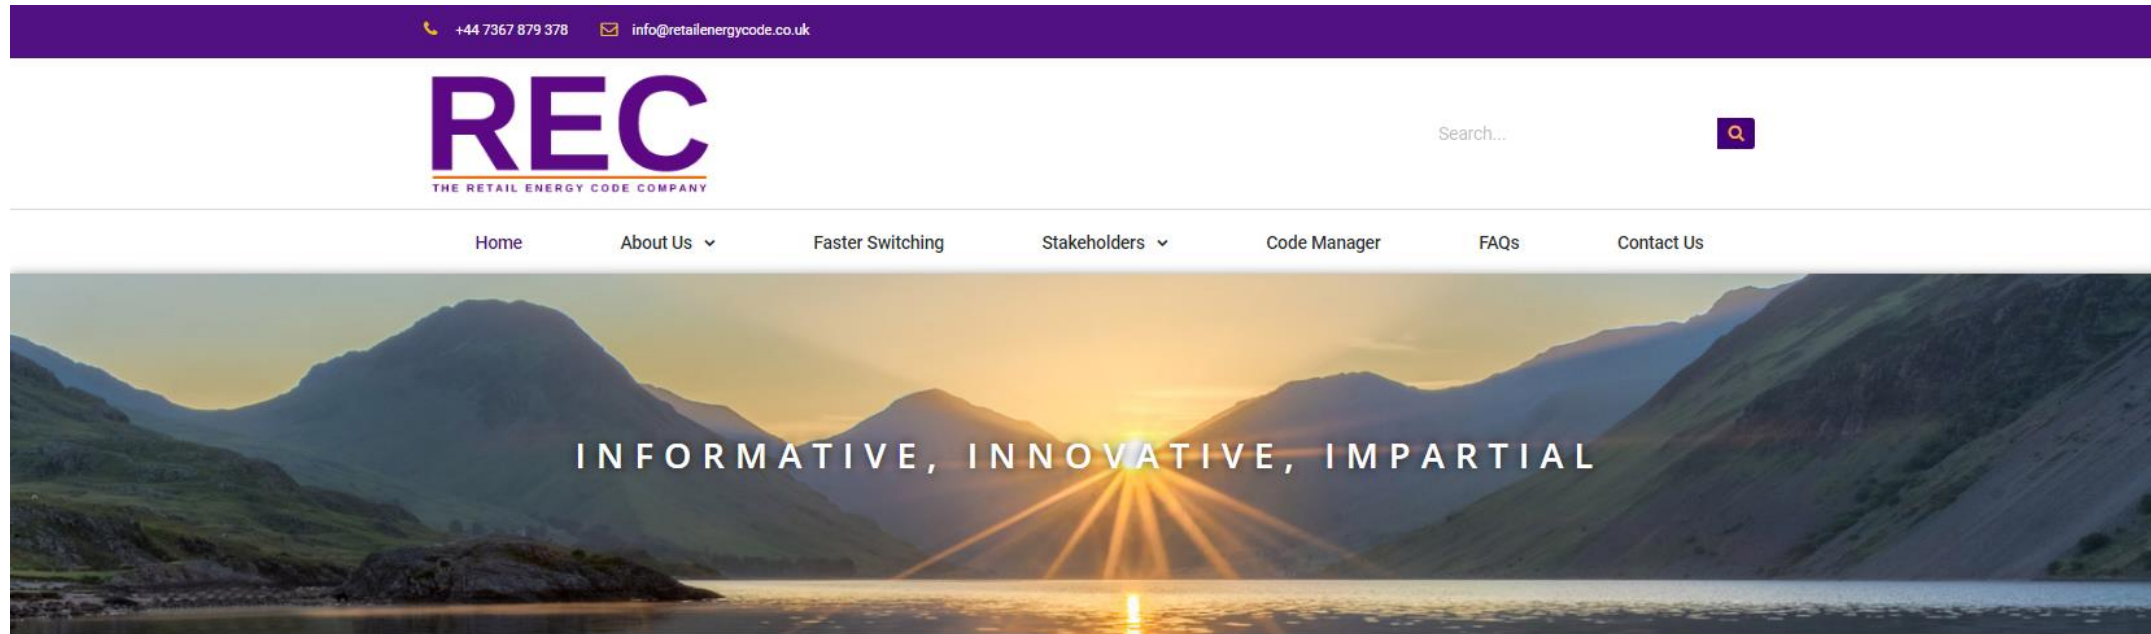 +44 7367 879 378 info@retailenergycode.co.uk
REC
THE RETAIL ENERGY CODE COMPANY
Search...
Home About Us Faster Switching Stakeholders Code Manager FAQs Contact Us
INFORMATIVE, INNOVATIVE, IMPARTIAL